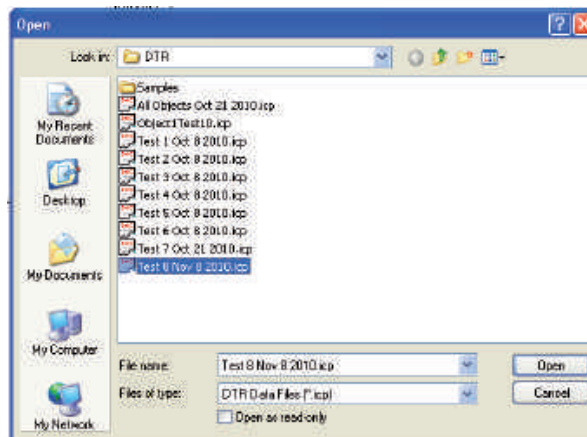 Open
Look in: DTR
Samples
All Objects Oct 21 2010.icp
Object1Test10.icp
Test 1 Oct 8 2010.icp
Test 2 Oct 8 2010.icp
Test 3 Oct 8 2010.icp
Test 4 Oct 8 2010.icp
Test 5 Oct 8 2010.icp
Test 6 Oct 8 2010.icp
Test 7 Oct 21 2010.icp
Test 8 Nov 8 2010.icp
My Recent
Documents
Desktop
My Documents
My Computer
My Network
File name: Test 8 Nov 8 2010.icp Open
Files of type: DTR Data Files (*.icp) Cancel
Open as read-only